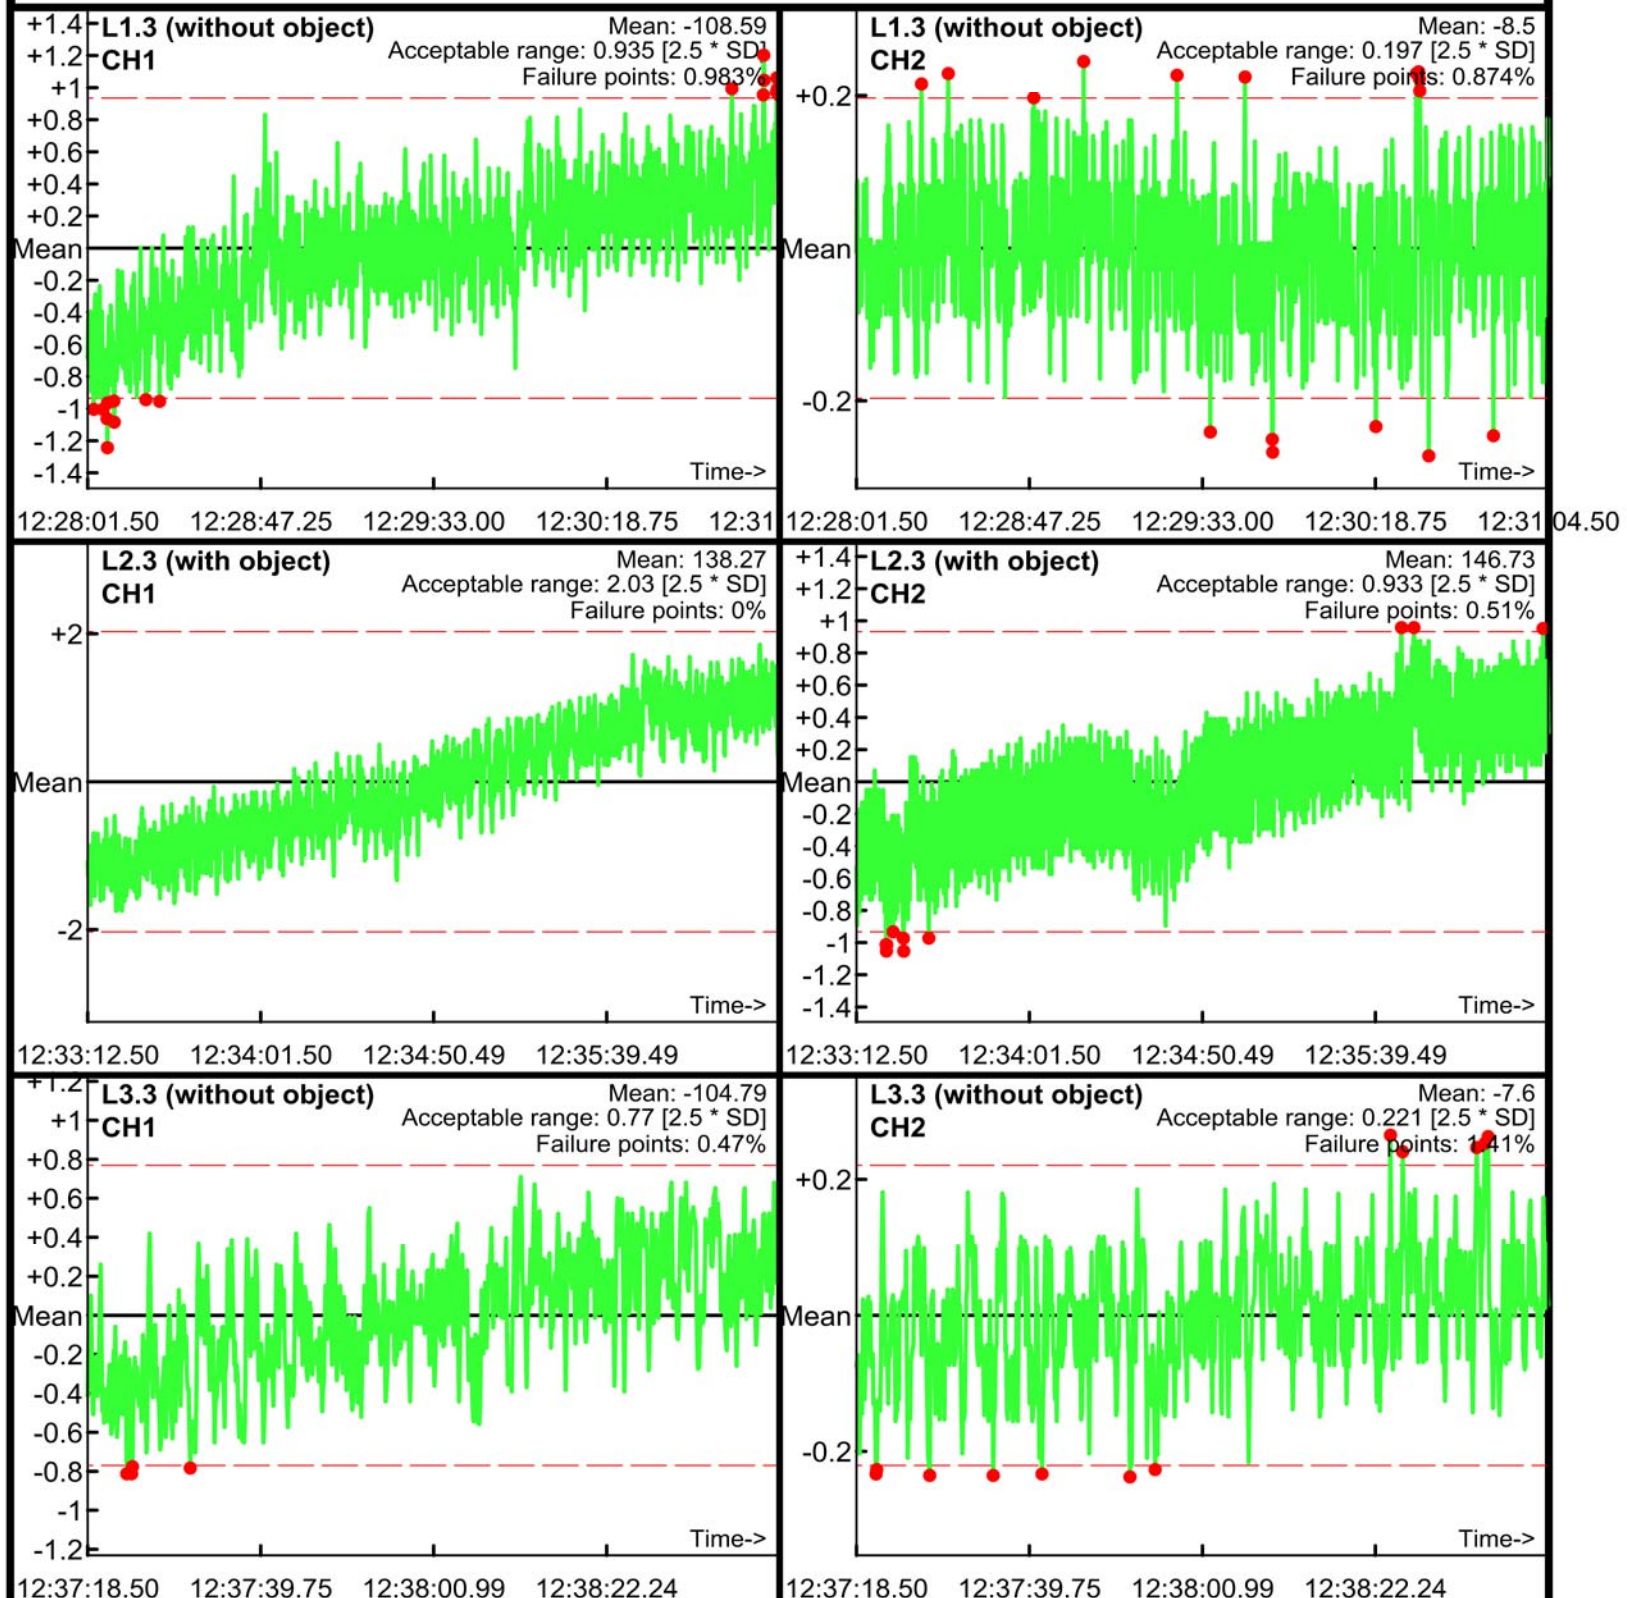 L1.3 (without object)
CH1
Mean: -108.59
Acceptable range: 0.935 [2.5 * SD]
Failure points: 0.983%
+1.4
+1.2
+1
+0.8
+0.6
+0.4
+0.2
Mean
-0.2
-0.4
-0.6
-0.8
-1
-1.2
-1.4
Time->
12:28:01.50 12:28:47.25 12:29:33.00 12:30:18.75 12:31
L1.3 (without object)
CH2
Mean: -8.5
Acceptable range: 0.197 [2.5 * SD]
Failure points: 0.874%
+0.2
Mean
-0.2
Time->
12:28:01.50 12:28:47.25 12:29:33.00 12:30:18.75 12:31:04.50
L2.3 (with object)
CH1
Mean: 138.27
Acceptable range: 2.03 [2.5 * SD]
Failure points: 0%
+2
Mean
-2
Time->
12:33:12.50 12:34:01.50 12:34:50.49 12:35:39.49
L2.3 (with object)
CH2
Mean: 146.73
Acceptable range: 0.933 [2.5 * SD]
Failure points: 0.51%
+1.4
+1.2
+1
+0.8
+0.6
+0.4
+0.2
Mean
-0.2
-0.4
-0.6
-0.8
-1
-1.2
-1.4
Time->
12:33:12.50 12:34:01.50 12:34:50.49 12:35:39.49
L3.3 (without object)
CH1
Mean: -104.79
Acceptable range: 0.77 [2.5 * SD]
Failure points: 0.47%
+1.2
+1
+0.8
+0.6
+0.4
+0.2
Mean
-0.2
-0.4
-0.6
-0.8
-1
-1.2
Time->
12:37:18.50 12:37:39.75 12:38:00.99 12:38:22.24
L3.3 (without object)
CH2
Mean: -7.6
Acceptable range: 0.221 [2.5 * SD]
Failure points: 1.41%
+0.2
Mean
-0.2
Time->
12:37:18.50 12:37:39.75 12:38:00.99 12:38:22.24